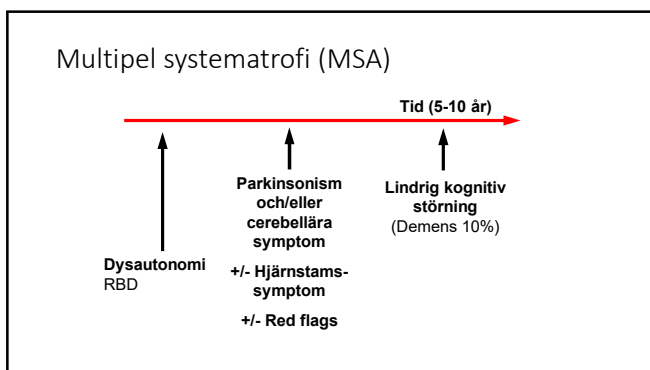 Multipel systematrofi (MSA)
Tid (5-10 år)
Dysautonomi
RBD
Parkinsonism
och/eller
cerebellära
symptom
+/- Hjärnstams-
symptom
+/- Red flags
Lindrig kognitiv
störning
(Demens 10%)